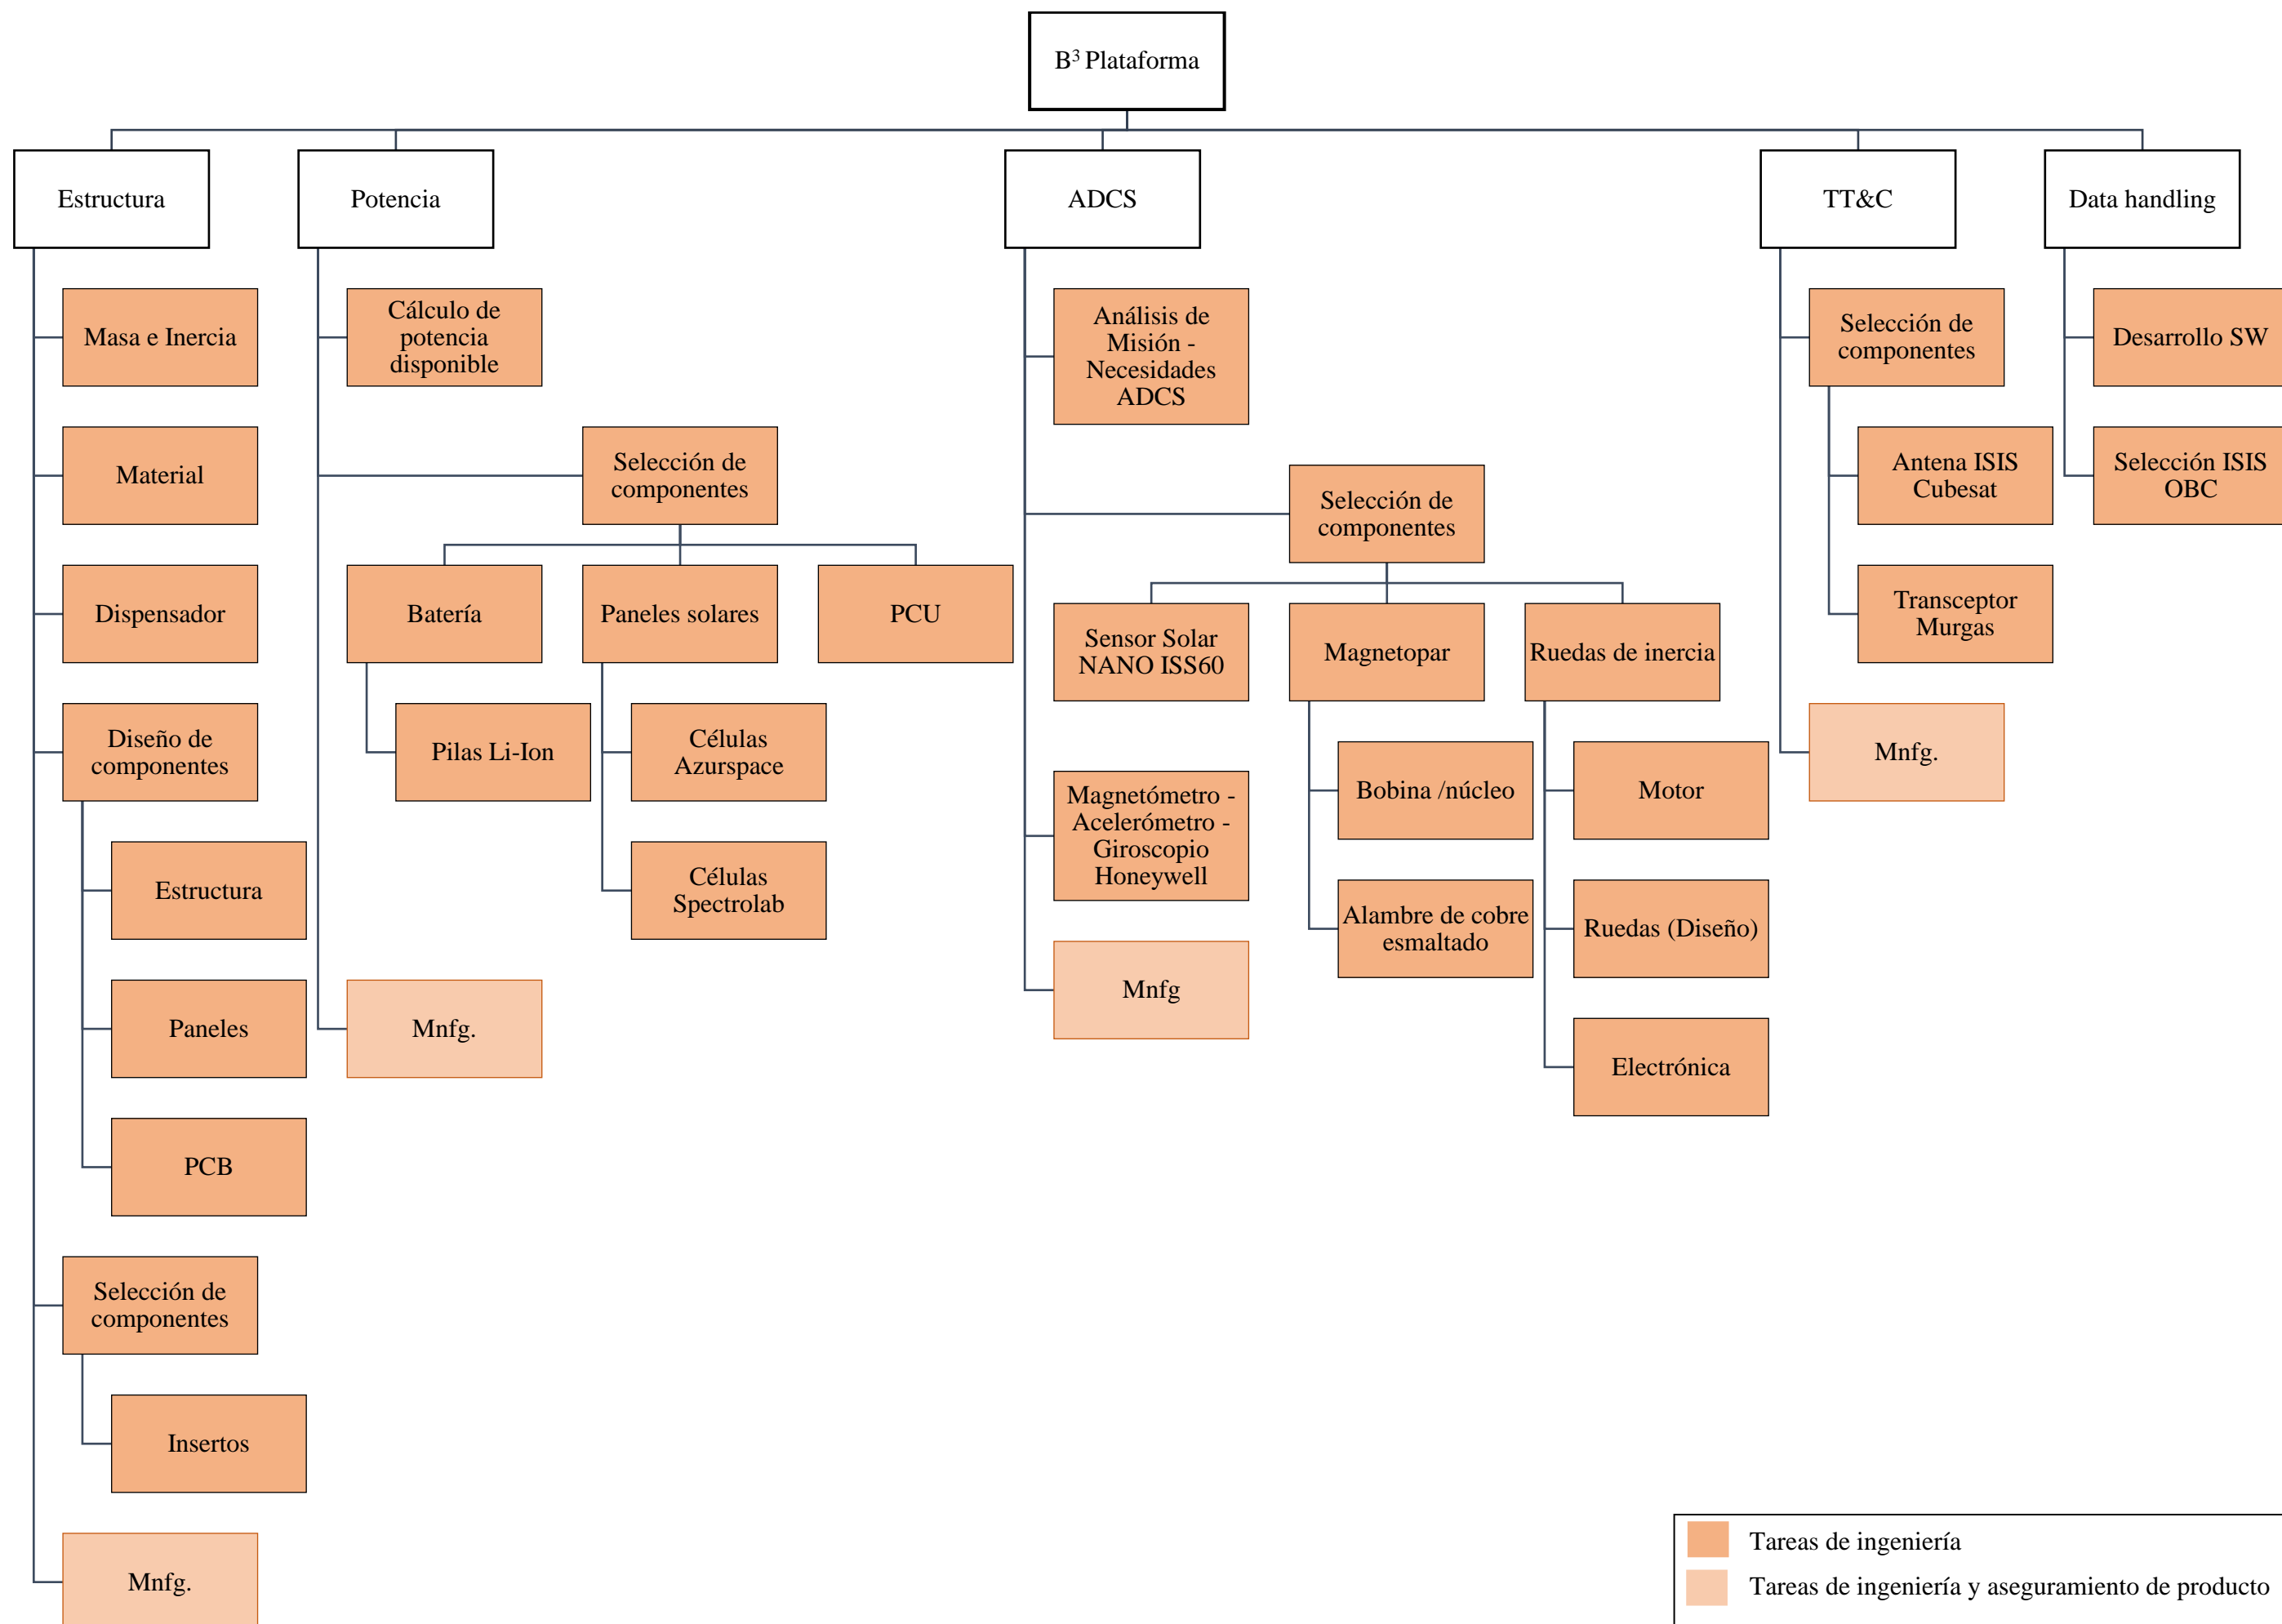 B³ Plataforma
Estructura
Potencia
ADCS
TT&C
Data handling
Masa e Inercia
Material
Dispensador
Diseño de
componentes
Estructura
Paneles
PCB
Selección de
componentes
Insertos
Mnfg.
Cálculo de
potencia
disponible
Selección de
componentes
Batería
Pilas Li-Ion
Paneles solares
Células
Azurspace
Células
Spectrolab
PCU
Mnfg.
Análisis de
Misión -
Necesidades
ADCS
Selección de
componentes
Sensor Solar
NANO ISS60
Magnetopar
Bobina /núcleo
Alambre de cobre
esmaltado
Ruedas de inercia
Motor
Ruedas (Diseño)
Electrónica
Magnetómetro -
Acelerómetro -
Giroscopio
Honeywell
Mnfg
Selección de
componentes
Antena ISIS
Cubesat
Transceptor
Murgas
Mnfg.
Desarrollo SW
Selección ISIS
OBC
Tareas de ingeniería
Tareas de ingeniería y aseguramiento de producto